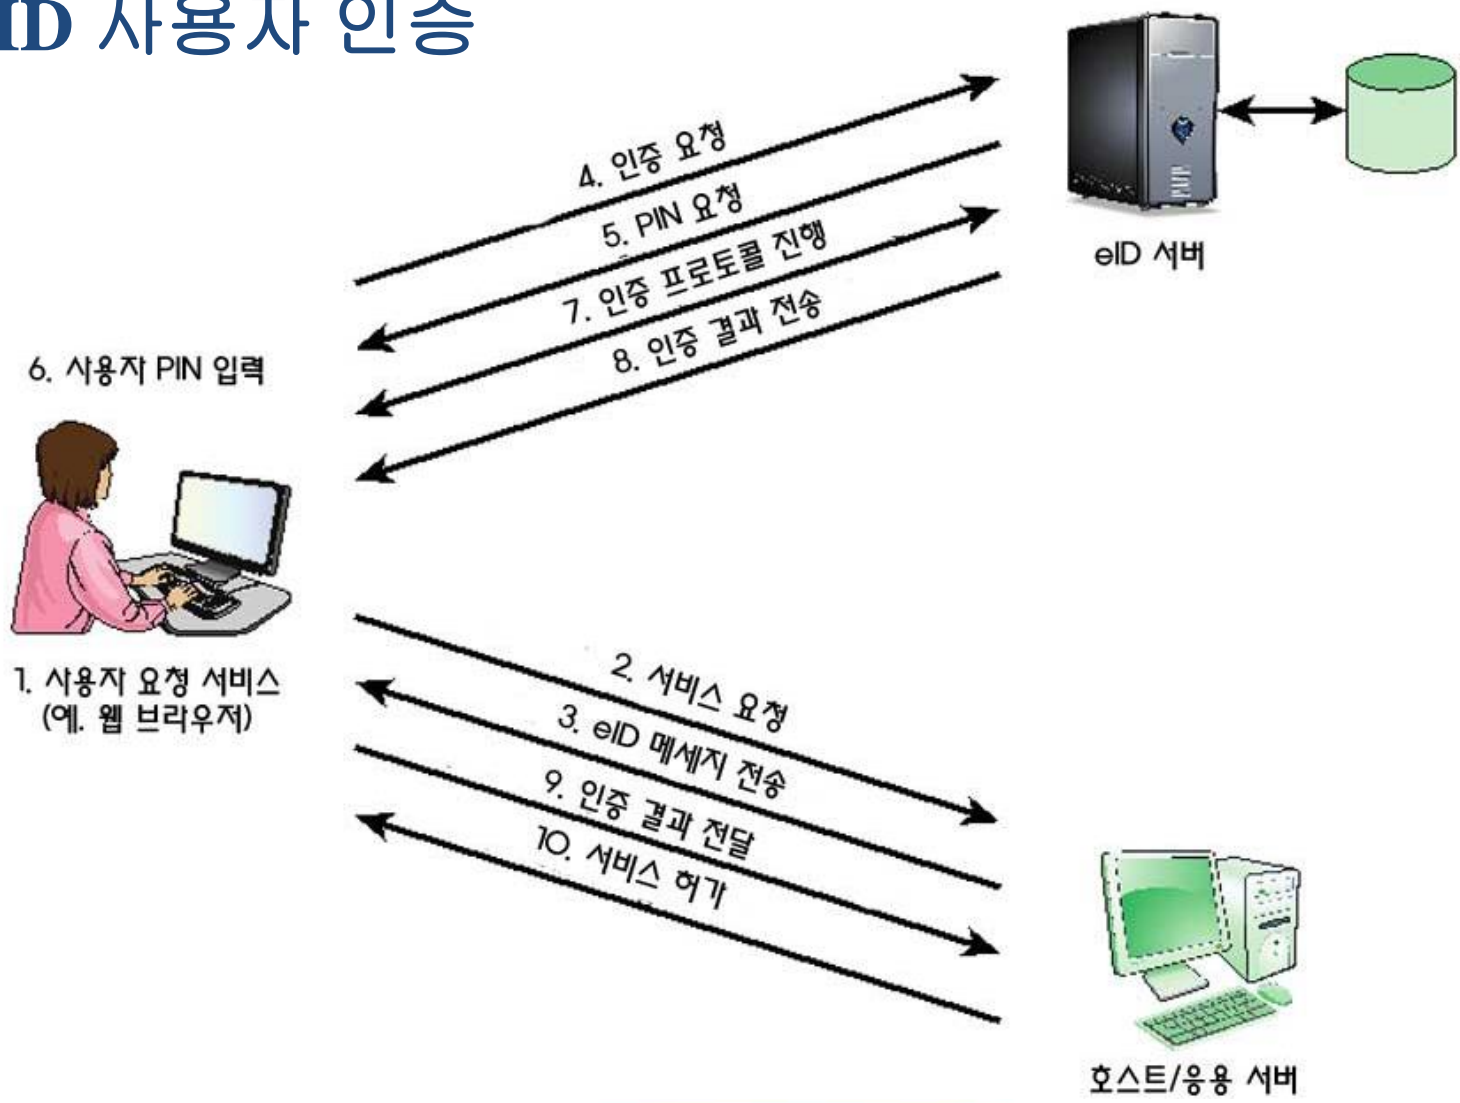 ID 사용자 인증
4. 인증 요청
5. PIN 요청
7. 인증 프로토콜 진행
8. 인증 결과 전송
eID 서버
6. 사용자 PIN 입력
1. 사용자 요청 서비스
(예. 웹 브라우저)
2. 서비스 요청
3. eID 메세지 전송
9. 인증 결과 전달
10. 서비스 허가
호스트/응용 서버